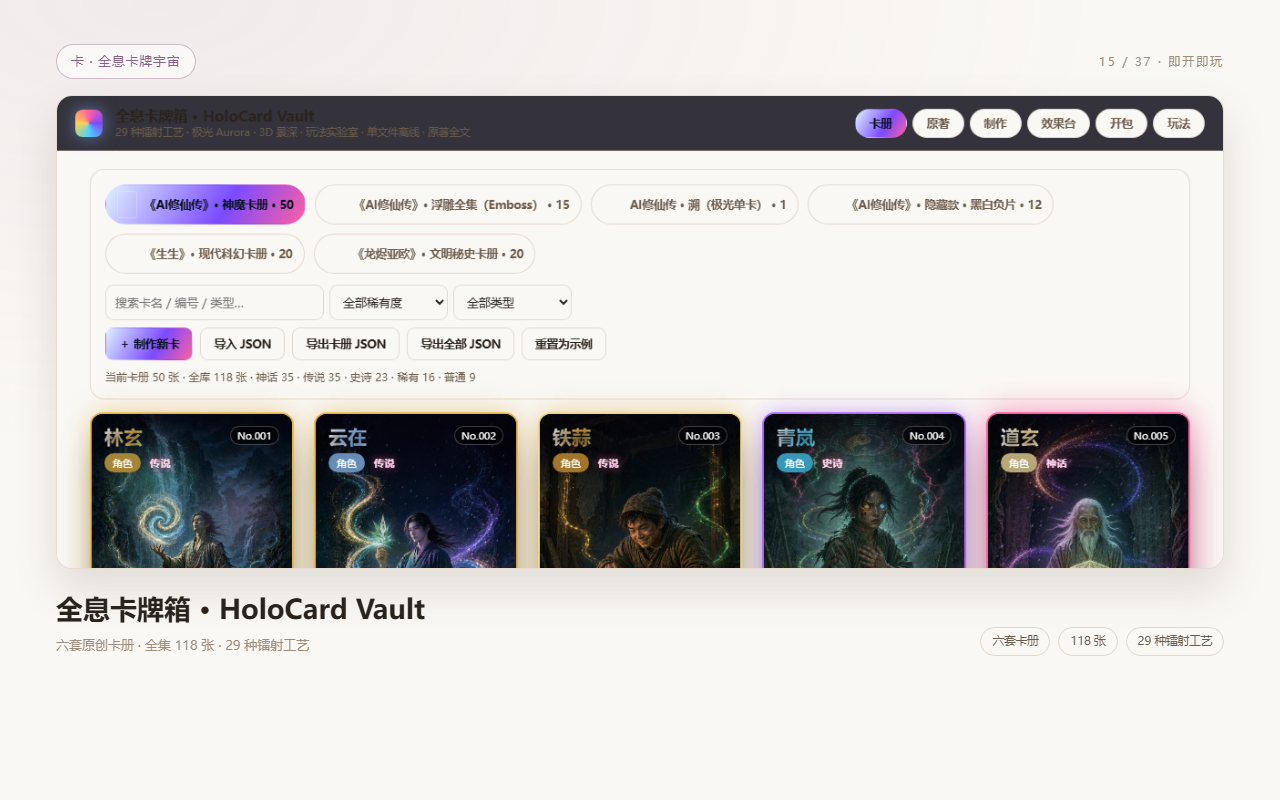 卡 · 全息卡牌宇宙
15 / 37 · 即开即玩
全息卡牌箱 • HoloCard Vault
29 种镭射工艺 · 极光 Aurora · 3D 景深 · 玩法实验室 · 单文件离线 · 原著全文
卡册 原著 制作 效果台 开包 玩法
《AI修仙传》• 神魔卡册 • 50
《AI修仙传》• 浮雕全集（Emboss） • 15
AI修仙传 • 溯（极光单卡） • 1
《AI修仙传》• 隐藏款 • 黑白负片 • 12
《生生》• 现代科幻卡册 • 20
《龙烬亚欧》• 文明秘史卡册 • 20
搜索卡名 / 编号 / 类型...
全部稀有度
全部类型
＋ 制作新卡
导入 JSON
导出卡册 JSON
导出全部 JSON
重置为示例
当前卡册 50 张 · 全库 118 张 · 神话 35 · 传说 35 · 史诗 23 · 稀有 16 · 普通 9
林玄 No.001
角色 传说
云在 No.002
角色 传说
铁蒜 No.003
角色 传说
青岚 No.004
角色 史诗
道玄 No.005
角色 神话
全息卡牌箱 • HoloCard Vault
六套原创卡册 · 全集 118 张 · 29 种镭射工艺
六套卡册
118 张
29 种镭射工艺